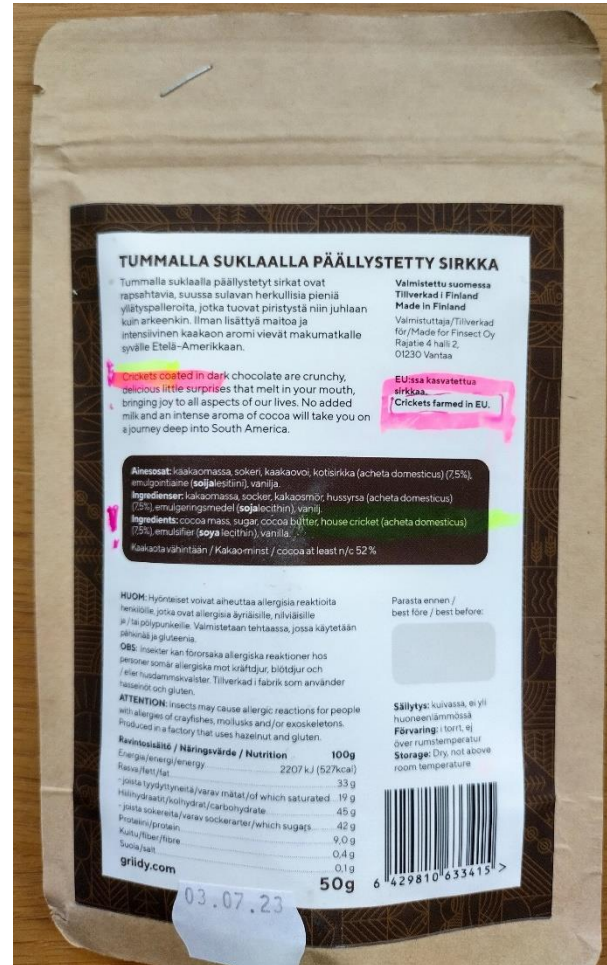 TUMMALLA SUKLAALLA PÄÄLLYSTETTY SIRKKA
Tummalla suklaalla päällystetyt sirkat ovat
rapsahtavia, suussa sulavan herkullisia pieniä
yllätyspalleroita, jotka tuovat piristystä niin juhlaan
kuin arkeenkin. Ilman lisättyä maitoa ja
intensiivinen kaakaon aromi vievät makumatkalle
syvälle Etelä-Amerikkaan.
Crickets coated in dark chocolate are crunchy,
delicious little surprises that melt in your mouth,
bringing joy to all aspects of our lives. No added
milk and an intense aroma of cocoa will take you on
a journey deep into South America.
Valmistettu suomessa
Tillverkad i Finland
Made in Finland
Valmistuttaja/Tillverkad
för/Made for Finsect Oy
Rajatie 4 halli 2,
01230 Vantaa
EU:ssa kasvatettua
sirkkaa.
Crickets farmed in EU.
Ainesosat: kaakaomassa, sokeri, kaakaovoi, kotisirkka (acheta domesticus) (7,5%),
emulgointiaine (soijalesitiini), vanilja.
Ingredienser: kakaomassa, socker, kakaosmör, hussyrsa (acheta domesticus)
(7,5%), emulgeringsmedel (sojalecithin), vanilj.
Ingredients: cocoa mass, sugar, cocoa butter, house cricket (acheta domesticus)
(7,5%), emulsifier (soya lecithin), vanilla.
Kaakaota vähintään / Kakao minst / cocoa at least n/c 52 %
HUOM: Hyönteiset voivat aiheuttaa allergisia reaktioita
henkilöille, jotka ovat allergisia äyriäisille, nilviäisille
ja / tai pölypunkeille. Valmistetaan tehtaassa, jossa käytetään
pähkinää ja gluteenia.
OBS: insekter kan förorsaka allergiska reaktioner hos
personer som är allergiska mot kräftdjur, blötdjur och
/ eller husdammskvalster. Tillverkad i fabrik som använder
hasselnöt och gluten.
ATTENTION: insects may cause allergic reactions for people
with allergies of crayfishes, mollusks and/or exoskeletons.
Produced in a factory that uses hazelnut and gluten.
Parasta ennen /
best före / best before:
Säilytys: kuivassa, ei yli
huoneenlämmössä
Förvaring: i torrt, ej
över rumstemperatur
Storage: Dry, not above
room temperature
Ravintosisältö / Näringsvärde / Nutrition 100g
Energia/energi/energy 2207 kJ (527kcal)
Rasva/fett/fat 33 g
- joista tyydyttyneitä/varav mättat/of which saturated 19 g
Hiilihydraatit/kolhydrat/carbohydrate 45 g
- joista sokereita/varav sockerarter/which sugars 42 g
Proteiini/protein 9,0 g
Kuitu/fiber/fibre 0,4 g
Suola/salt 0,1 g
griidy.com
50g
6 429810 633415 >
03.07.23